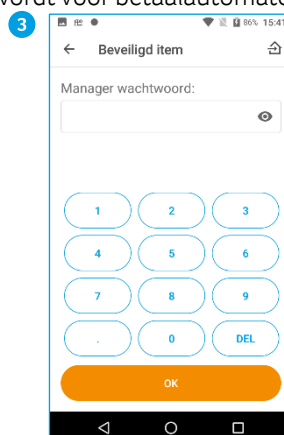 wordt voor betaalautomate
3
86% 15:41
Beveiligd item
Manager wachtwoord:
1 2 3
4 5 6
7 8 9
. 0 DEL
OK